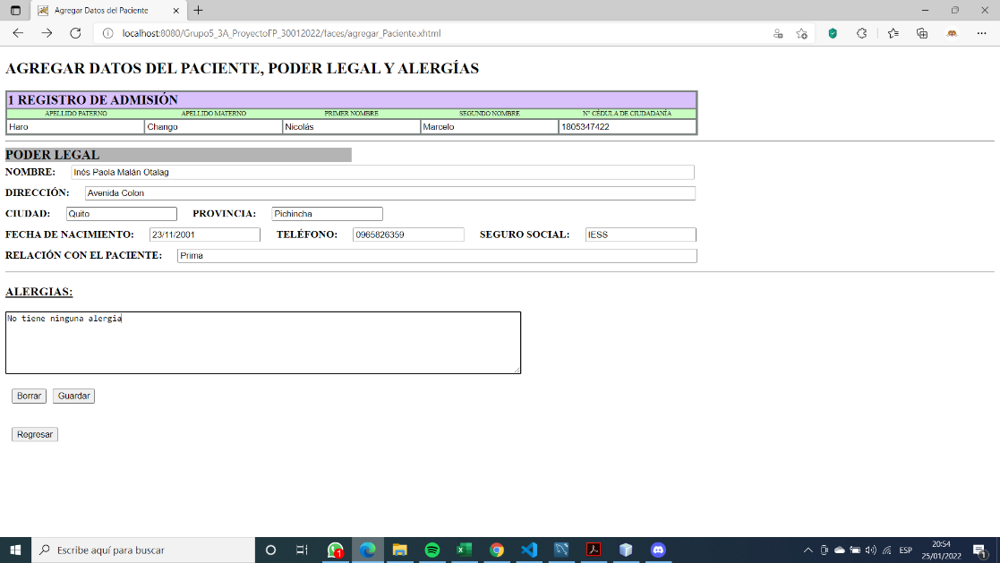 Agregar Datos del Paciente
localhost:8080/Grupo5_3A_ProyectoFP_30012022/faces/agregar_Paciente.xhtml
AGREGAR DATOS DEL PACIENTE, PODER LEGAL Y ALERGÍAS
1 REGISTRO DE ADMISIÓN
APELLIDO PATERNO APELLIDO MATERNO PRIMER NOMBRE SEGUNDO NOMBRE N° CÉDULA DE CIUDADANÍA
Haro Chango Nicolás Marcelo 1805347422
PODER LEGAL
NOMBRE: Inés Paola Malán Otalag
DIRECCIÓN: Avenida Colon
CIUDAD: Quito PROVINCIA: Pichincha
FECHA DE NACIMIENTO: 23/11/2001 TELÉFONO: 0965826359 SEGURO SOCIAL: IESS
RELACIÓN CON EL PACIENTE: Prima
ALERGIAS:
No tiene ninguna alergia
Borrar Guardar
Regresar
Escribe aquí para buscar
1
ESP
20:54
25/01/2022
1